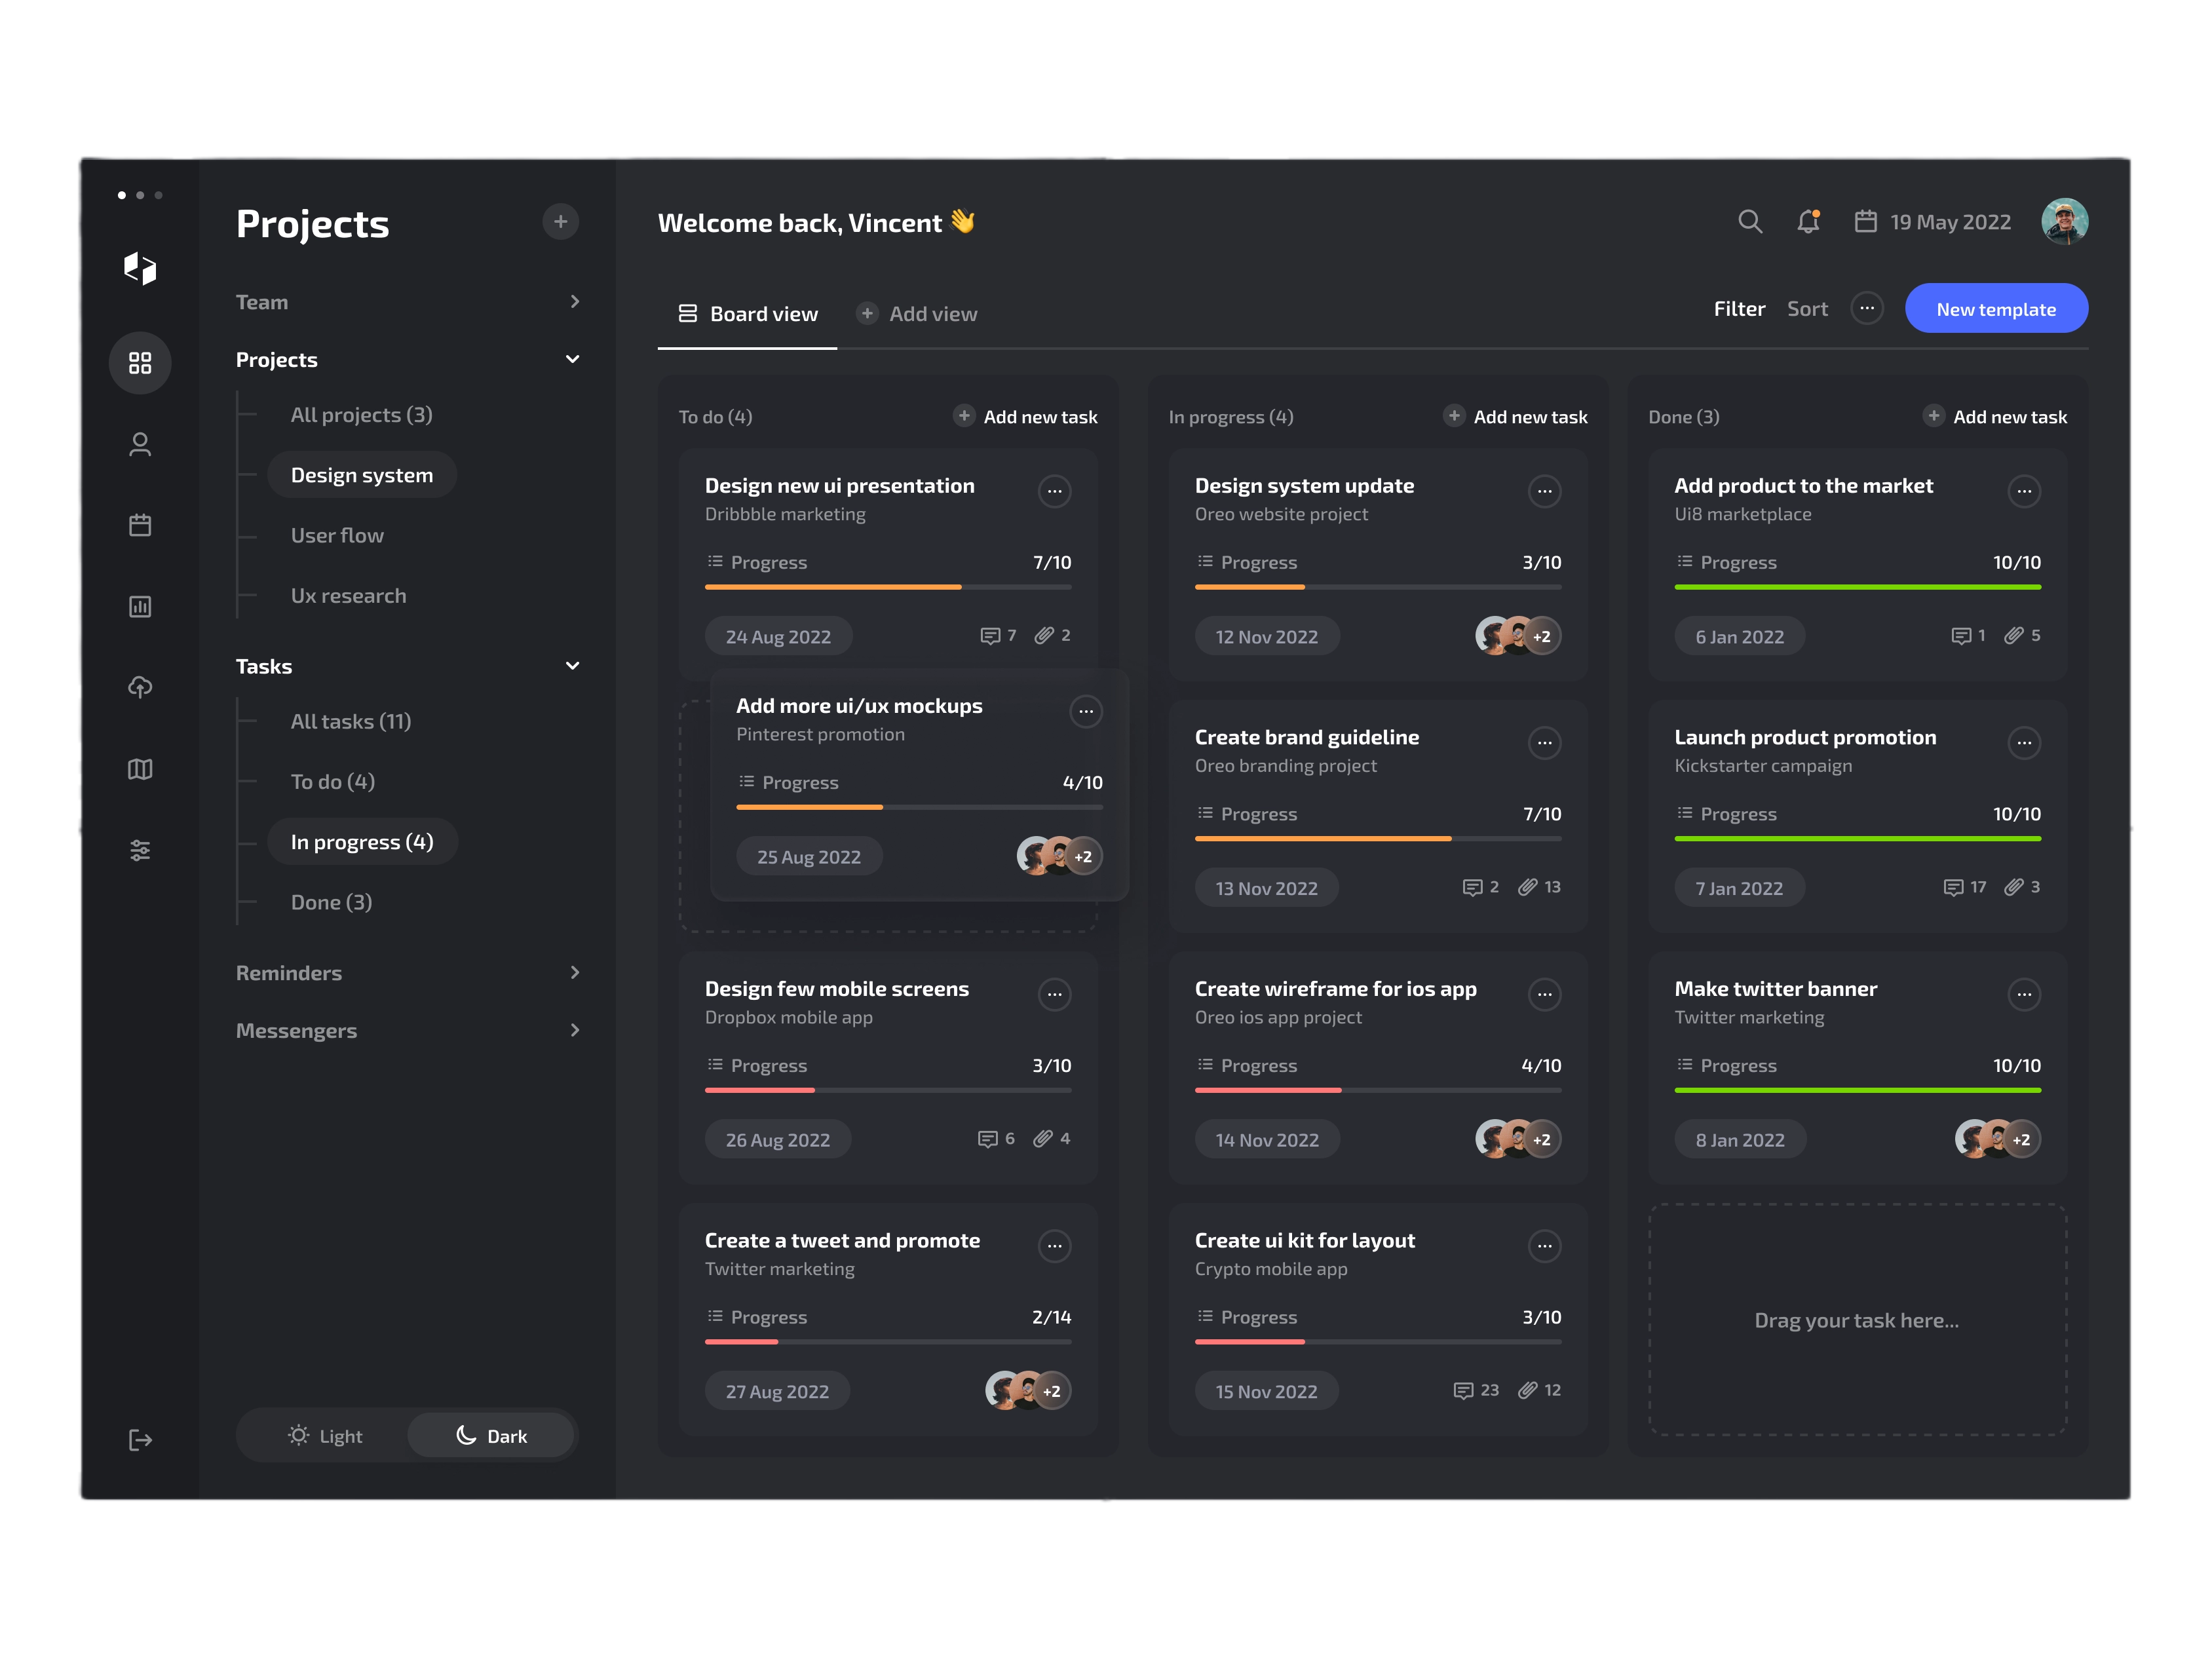 Projects
Team
Projects
All projects (3)
Design system
User flow
Ux research
Tasks
All tasks (11)
To do (4)
In progress (4)
Done (3)
Reminders
Messengers
Light
Dark
Welcome back, Vincent 👋
19 May 2022
Board view
Add view
Filter
Sort
New template
To do (4)
Add new task
Design new ui presentation
Dribbble marketing
Progress 7/10
24 Aug 2022 7 2
Add more ui/ux mockups
Pinterest promotion
Progress 4/10
25 Aug 2022 +2
Design few mobile screens
Dropbox mobile app
Progress 3/10
26 Aug 2022 6 4
Create a tweet and promote
Twitter marketing
Progress 2/14
27 Aug 2022 +2
In progress (4)
Add new task
Design system update
Oreo website project
Progress 3/10
12 Nov 2022 +2
Create brand guideline
Oreo branding project
Progress 7/10
13 Nov 2022 2 13
Create wireframe for ios app
Oreo ios app project
Progress 4/10
14 Nov 2022 +2
Create ui kit for layout
Crypto mobile app
Progress 3/10
15 Nov 2022 23 12
Done (3)
Add new task
Add product to the market
Ui8 marketplace
Progress 10/10
6 Jan 2022 1 5
Launch product promotion
Kickstarter campaign
Progress 10/10
7 Jan 2022 17 3
Make twitter banner
Twitter marketing
Progress 10/10
8 Jan 2022 +2
Drag your task here...